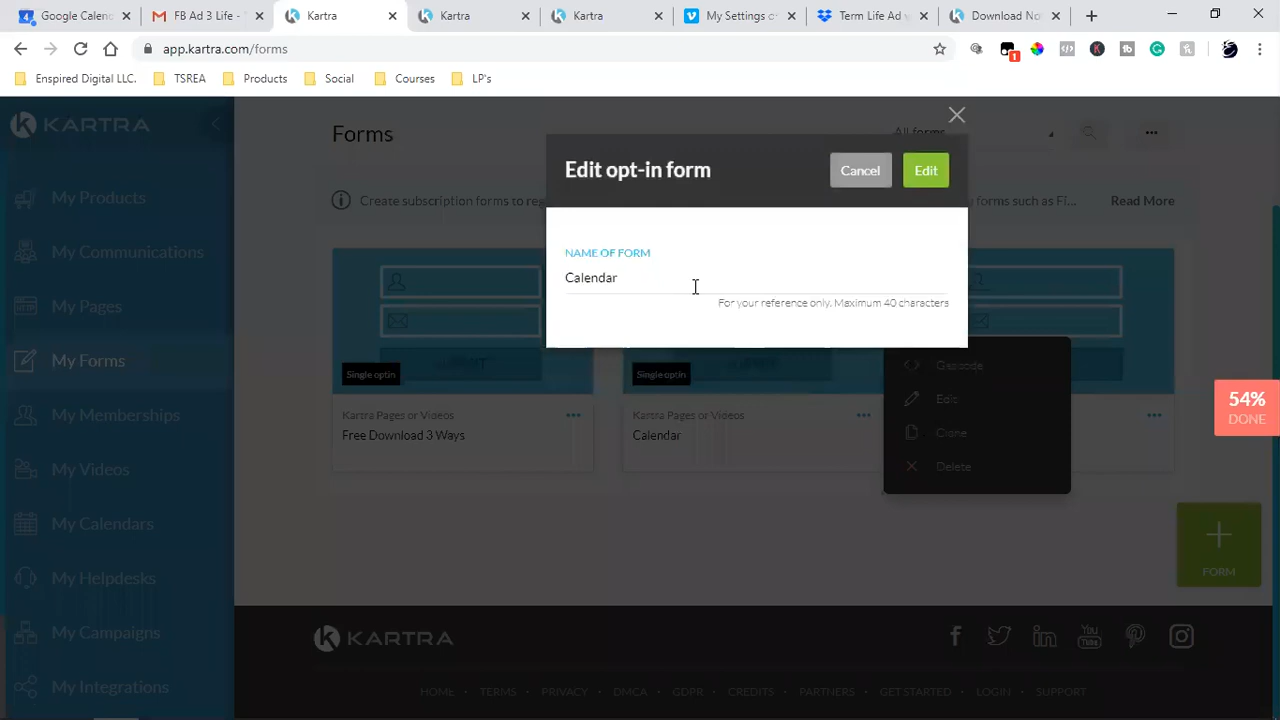 Google Calend
FB Ad 3 Life -
Kartra
Kartra
Kartra
My Settings o
Term Life Ad v
Download No
app.kartra.com/forms
1
Enspired Digital LLC.
TSREA
Products
Social
Courses
LP's
KARTRA
My Products
My Communications
My Pages
My Forms
My Memberships
My Videos
My Calendars
My Helpdesks
My Campaigns
My Integrations
Forms
All forms
Create subscription forms to re
forms such as Fi...
Read More
Edit opt-in form
Cancel
Edit
NAME OF FORM
Calendar
For your reference only. Maximum 40 characters
Single optin
Kartra Pages or Videos
Free Download 3 Ways
Single optin
Kartra Pages or Videos
Calendar
Get code
Edit
Clone
Delete
54%
DONE
FORM
KARTRA
HOME • TERMS • PRIVACY • DMCA • GDPR • CREDITS • PARTNERS • GET STARTED • LOGIN • SUPPORT